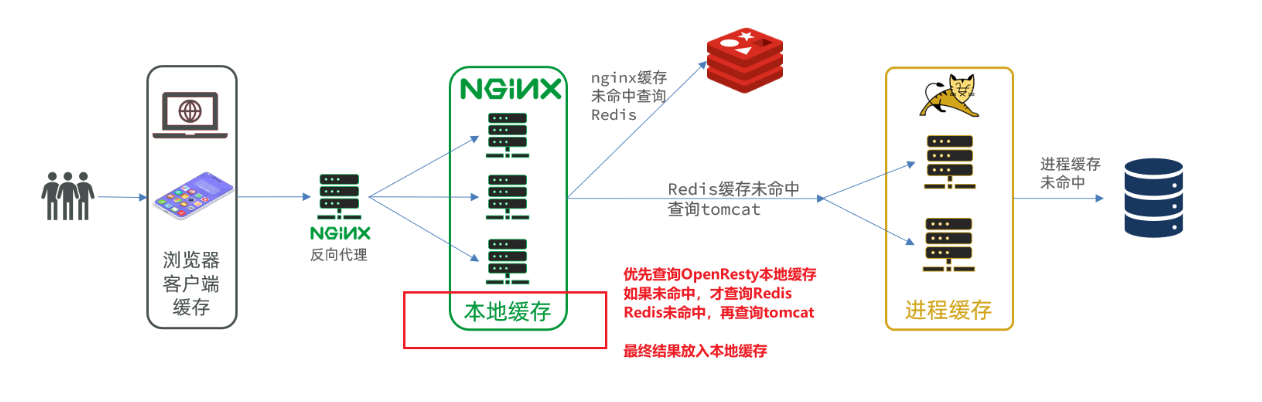 浏览器
客户端
缓存
NGINX
反向代理
NGINX
本地缓存
nginx缓存
未命中查询
Redis
Redis缓存未命中
查询tomcat
优先查询OpenResty本地缓存
如果未命中，才查询Redis
Redis未命中，再查询tomcat
最终结果放入本地缓存
进程缓存
进程缓存
未命中